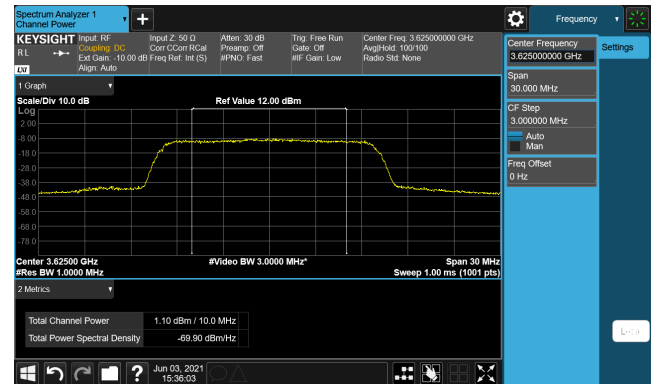 Spectrum Analyzer 1
Channel Power
+
Frequency
KEYSIGHT
RL
LXI
Input: RF
Coupling: DC
Ext Gain: -10.00 dB
Align: Auto
Input Z: 50 Ω
Corr CCorr RCal
Freq Ref: Int (S)
Atten: 30 dB
Preamp: Off
#PNO: Fast
Trig: Free Run
Gate: Off
#IF Gain: Low
Center Freq: 3.625000000 GHz
Avg|Hold: 100/100
Radio Std: None
Center Frequency
3.625000000 GHz
Settings
Span
30.000 MHz
CF Step
3.000000 MHz
Auto
Man
Freq Offset
0 Hz
1 Graph
Scale/Div 10.0 dB
Ref Value 12.00 dBm
Log
2.00
-8.00
-18.0
-28.0
-38.0
-48.0
-58.0
-68.0
-78.0
Center 3.62500 GHz
#Video BW 3.0000 MHz*
Span 30 MHz
#Res BW 1.0000 MHz
Sweep 1.00 ms (1001 pts)
2 Metrics
Total Channel Power 1.10 dBm / 10.0 MHz
Total Power Spectral Density -69.90 dBm/Hz
?
Jun 03, 2021
15:36:03